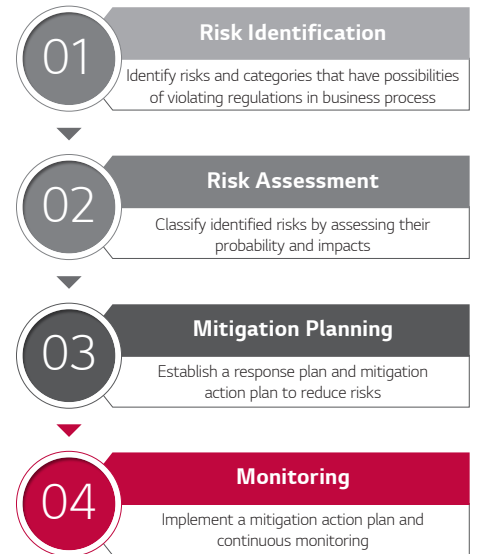 01
Risk Identification
Identify risks and categories that have possibilities
of violating regulations in business process
02
Risk Assessment
Classify identified risks by assessing their
probability and impacts
03
Mitigation Planning
Establish a response plan and mitigation
action plan to reduce risks
04
Monitoring
Implement a mitigation action plan and
continuous monitoring